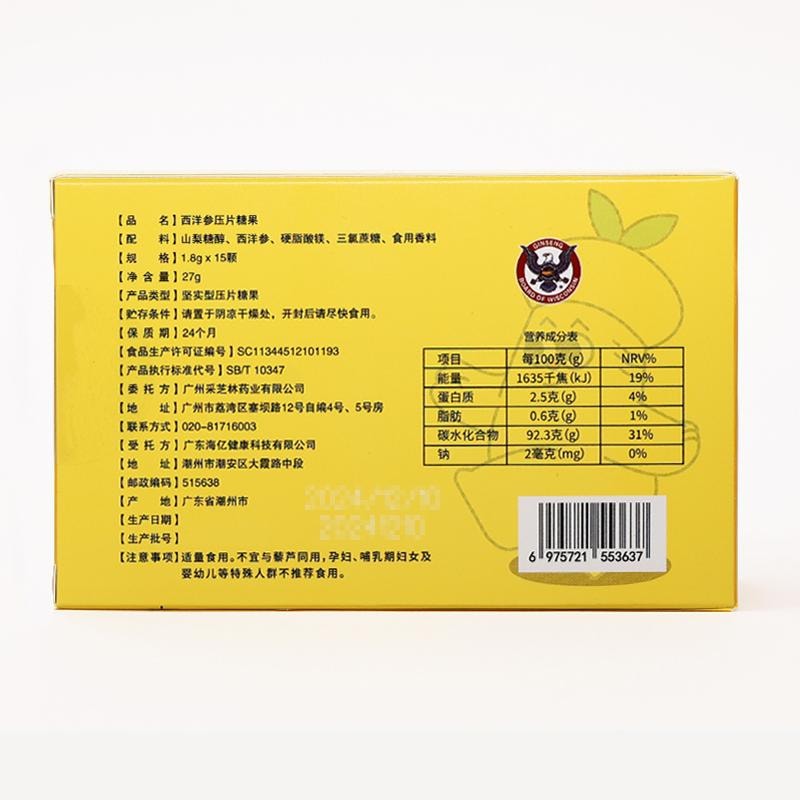 【品　　名】西洋参压片糖果
【配　　料】山梨糖醇、西洋参、硬脂酸镁、三氯蔗糖、食用香料
【规　　格】1.8g x 15颗
【净 含 量】27g
【产品类型】坚实型压片糖果
【贮存条件】请置于阴凉干燥处，开封后请尽快食用。
【保 质 期】24个月
【食品生产许可证编号】SC11344512101193
【产品执行标准代号】SB/T 10347
【委 托 方】广州采芝林药业有限公司
【地　　址】广州市荔湾区塞坝路12号自编4号、5号房
【联系方式】020-81716003
【受 托 方】广东海亿健康科技有限公司
【地　　址】潮州市潮安区大霞路中段
【邮政编码】515638
【产　　地】广东省潮州市
【生产日期】
【生产批号】
2024/12/10
20241210
【注意事项】适量食用。不宜与藜芦同用，孕妇、哺乳期妇女及
婴幼儿等特殊人群不推荐食用。
GINSENG
BOARD OF WISCONSIN
营养成分表
项目 每100克(g) NRV%
能量 1635千焦(kJ) 19%
蛋白质 2.5克(g) 4%
脂肪 0.6克(g) 1%
碳水化合物 92.3克(g) 31%
钠 2毫克(mg) 0%
6 975721 553637